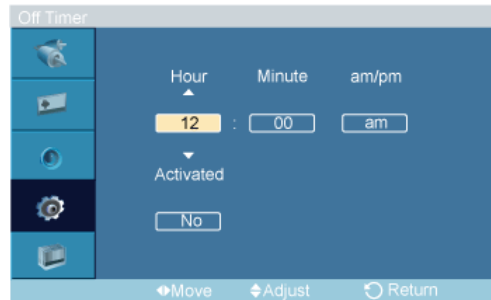 Off Timer
Hour Minute am/pm
12 : 00 am
Activated
No
Move Adjust Return